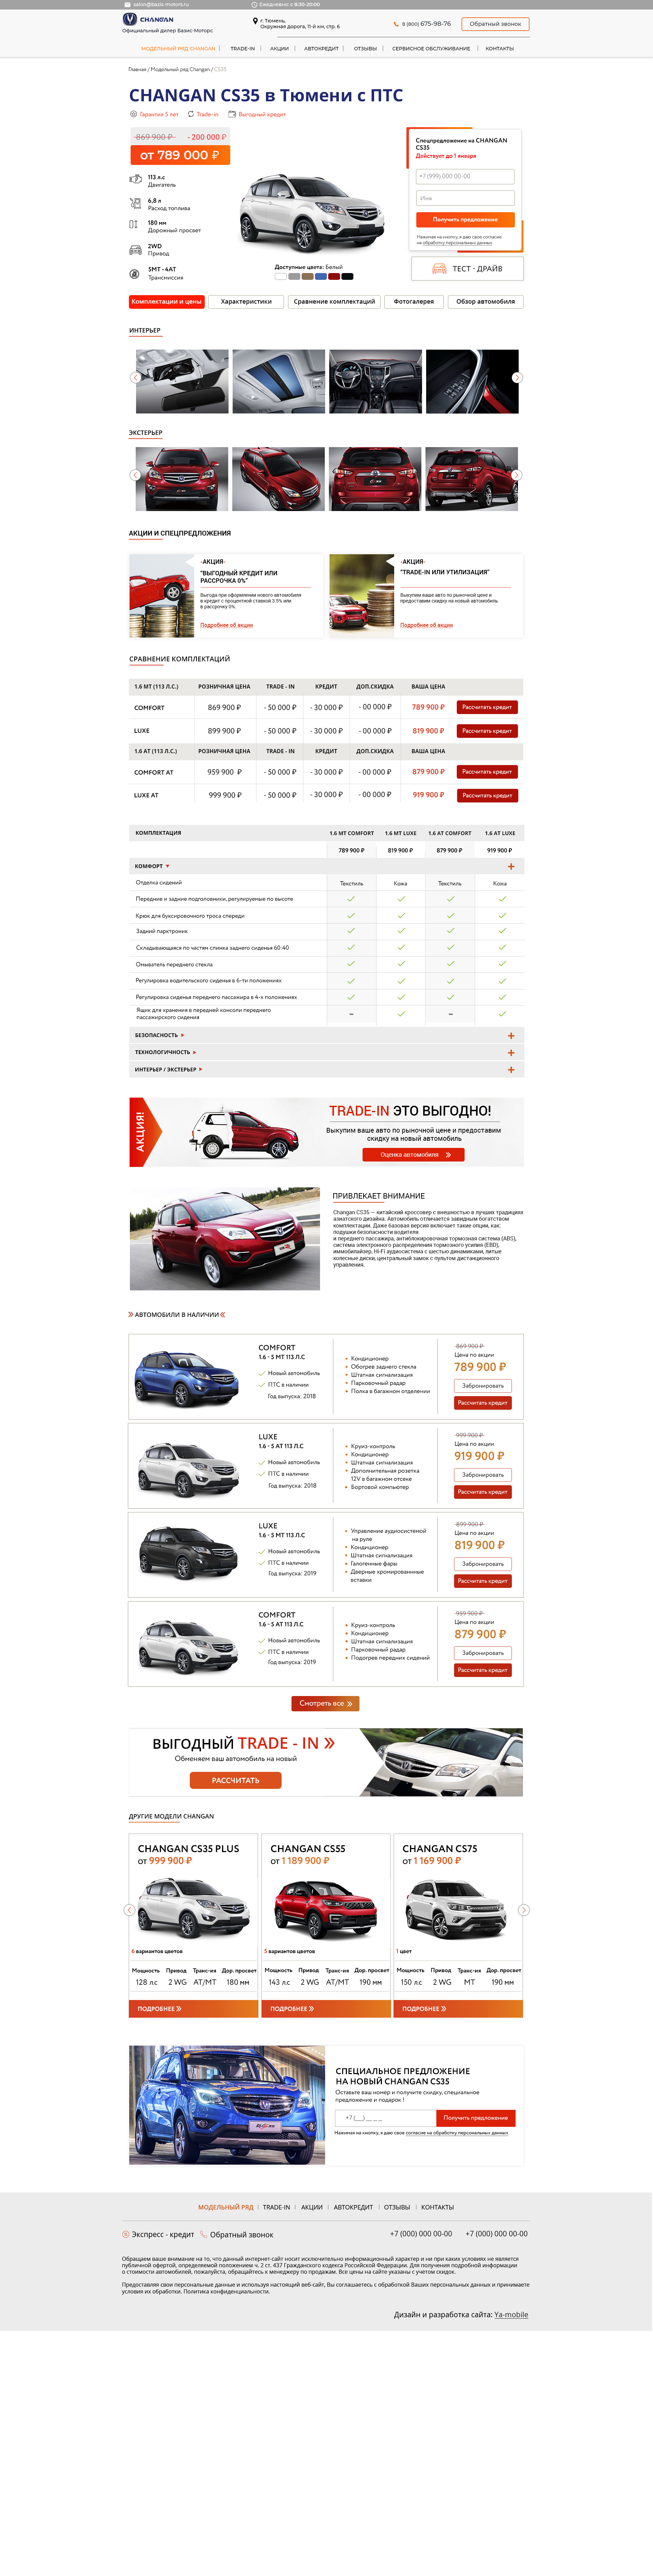 salon@bazis-motors.ru
Ежедневно: с 8:30-20:00
CHANGAN
Официальный дилер Базис-Моторс
г. Тюмень,
Окружная дорога, 11-й км, стр. 6
8 (800) 675-98-76
Обратный звонок
МОДЕЛЬНЫЙ РЯД CHANGAN | TRADE-IN | АКЦИИ | АВТОКРЕДИТ | ОТЗЫВЫ | СЕРВИСНОЕ ОБСЛУЖИВАНИЕ | КОНТАКТЫ
Главная / Модельный ряд Changan / CS35
CHANGAN CS35 в Тюмени с ПТС
Гарантия 5 лет Trade-in Выгодный кредит
869 900 ₽ - 200 000 ₽
от 789 000 ₽
113 л.с
Двигатель
6,8 л
Расход топлива
180 мм
Дорожный просвет
2WD
Привод
5МТ - 4АТ
Трансмиссия
Доступные цвета: Белый
Спецпредложение на CHANGAN
CS35
Действует до 1 января
+7 (999) 000 00-00
Имя
Получить предложение
Нажимая на кнопку, я даю свое согласие
на обработку персональных данных
ТЕСТ - ДРАЙВ
Комплектации и цены
Характеристики
Сравнение комплектаций
Фотогалерея
Обзор автомобиля
ИНТЕРЬЕР
ЭКСТЕРЬЕР
АКЦИИ И СПЕЦПРЕДЛОЖЕНИЯ
-АКЦИЯ-
"ВЫГОДНЫЙ КРЕДИТ ИЛИ
РАССРОЧКА 0%"
Выгода при оформлении нового автомобиля
в кредит с процентной ставкой 3.5% или
в рассрочку 0%.
Подробнее об акции
-АКЦИЯ-
"TRADE-IN ИЛИ УТИЛИЗАЦИЯ"
Выкупим ваше авто по рыночной цене и
предоставим скидку на новый автомобиль
Подробнее об акции
СРАВНЕНИЕ КОМПЛЕКТАЦИЙ
1.6 МТ (113 Л.С.) РОЗНИЧНАЯ ЦЕНА TRADE - IN КРЕДИТ ДОП.СКИДКА ВАША ЦЕНА
COMFORT 869 900 ₽ - 50 000 ₽ - 30 000 ₽ - 00 000 ₽ 789 900 ₽ Рассчитать кредит
LUXE 899 900 ₽ - 50 000 ₽ - 30 000 ₽ - 00 000 ₽ 819 900 ₽ Рассчитать кредит
1.6 АТ (113 Л.С.) РОЗНИЧНАЯ ЦЕНА TRADE - IN КРЕДИТ ДОП.СКИДКА ВАША ЦЕНА
COMFORT AT 959 900 ₽ - 50 000 ₽ - 30 000 ₽ - 00 000 ₽ 879 900 ₽ Рассчитать кредит
LUXE AT 999 900 ₽ - 50 000 ₽ - 30 000 ₽ - 00 000 ₽ 919 900 ₽ Рассчитать кредит
КОМПЛЕКТАЦИЯ 1.6 MT COMFORT 1.6 MT LUXE 1.6 AT COMFORT 1.6 AT LUXE
789 900 ₽ 819 900 ₽ 879 900 ₽ 919 900 ₽
КОМФОРТ
Отделка сидений Текстиль Кожа Текстиль Кожа
Передние и задние подголовники, регулируемые по высоте
Крюк для буксировочного троса спереди
Задний парктроник
Складывающаяся по частям спинка заднего сиденья 60:40
Омыватель переднего стекла
Регулировка водительского сиденья в 6-ти положениях
Регулировка сиденья переднего пассажира в 4-х положениях
Ящик для хранения в передней консоли переднего
пассажирского сидения
БЕЗОПАСНОСТЬ
ТЕХНОЛОГИЧНОСТЬ
ИНТЕРЬЕР / ЭКСТЕРЬЕР
АКЦИЯ!
TRADE-IN ЭТО ВЫГОДНО!
Выкупим ваше авто по рыночной цене и предоставим
скидку на новый автомобиль
Оценка автомобиля
ПРИВЛЕКАЕТ ВНИМАНИЕ
Changan CS35 — китайский кроссовер с внешностью в лучших традициях
азиатского дизайна. Автомобиль отличается завидным богатством
комплектации. Даже базовая версия включает такие опции, как:
подушки безопасности водителя
и переднего пассажира, антиблокировочная тормозная система (ABS),
система электронного распределения тормозного усилия (EBD),
иммобилайзер, Hi-Fi аудиосистема с шестью динамиками, литые
колесные диски, центральный замок с пультом дистанционного
управления.
АВТОМОБИЛИ В НАЛИЧИИ
COMFORT
1.6 - 5 МТ 113 Л.С
Новый автомобиль
ПТС в наличии
Год выпуска: 2018
Кондиционер
Обогрев заднего стекла
Штатная сигнализация
Парковочный радар
Полка в багажном отделении
869 900 ₽
Цена по акции
789 900 ₽
Забронировать
Рассчитать кредит
LUXE
1.6 - 5 АТ 113 Л.С
Новый автомобиль
ПТС в наличии
Год выпуска: 2018
Круиз-контроль
Кондиционер
Штатная сигнализация
Дополнительная розетка
12V в багажном отсеке
Бортовой компьютер
999 900 ₽
Цена по акции
919 900 ₽
Забронировать
Рассчитать кредит
LUXE
1.6 - 5 МТ 113 Л.С
Новый автомобиль
ПТС в наличии
Год выпуска: 2019
Управление аудиосистемой
на руле
Кондиционер
Штатная сигнализация
Галогенные фары
Дверные хромированнные
вставки
899 900 ₽
Цена по акции
819 900 ₽
Забронировать
Рассчитать кредит
COMFORT
1.6 - 5 АТ 113 Л.С
Новый автомобиль
ПТС в наличии
Год выпуска: 2019
Круиз-контроль
Кондиционер
Штатная сигнализация
Парковочный радар
Подогрев передних сидений
959 900 ₽
Цена по акции
879 900 ₽
Забронировать
Рассчитать кредит
Смотреть все
ВЫГОДНЫЙ TRADE - IN
Обменяем ваш автомобиль на новый
РАССЧИТАТЬ
ДРУГИЕ МОДЕЛИ CHANGAN
CHANGAN CS35 PLUS
от 999 900 ₽
6 вариантов цветов
Мощность Привод Транс-ия Дор. просвет
128 л.с 2 WG AT/MT 180 мм
ПОДРОБНЕЕ
CHANGAN CS55
от 1 189 900 ₽
5 вариантов цветов
Мощность Привод Транс-ия Дор. просвет
143 л.с 2 WG AT/MT 190 мм
ПОДРОБНЕЕ
CHANGAN CS75
от 1 169 900 ₽
1 цвет
Мощность Привод Транс-ия Дор. просвет
150 л.с 2 WG MT 190 мм
ПОДРОБНЕЕ
СПЕЦИАЛЬНОЕ ПРЕДЛОЖЕНИЕ
НА НОВЫЙ CHANGAN CS35
Оставьте ваш номер и получите скидку, специальное
предложение и подарок !
+7 (___) __ _ _
Получить предложение
Нажимая на кнопку, я даю свое согласие на обработку персональных данных
МОДЕЛЬНЫЙ РЯД | TRADE-IN | АКЦИИ | АВТОКРЕДИТ | ОТЗЫВЫ | КОНТАКТЫ
Экспресс - кредит Обратный звонок +7 (000) 000 00-00 +7 (000) 000 00-00
Обращаем ваше внимание на то, что данный интернет-сайт носит исключительно информационный характер и ни при каких условиях не является
публичной офертой, определяемой положением ч. 2 ст. 437 Гражданского кодекса Российской Федерации. Для получения подробной информации
о стоимости автомобилей, пожалуйста, обращайтесь к менеджеру по продажам. Все цены на сайте указаны с учетом скидок.
Предоставляя свои персональные данные и используя настоящий веб-сайт, Вы соглашаетесь с обработкой Ваших персональных данных и принимаете
условия их обработки. Политика конфиденциальности.
Дизайн и разработка сайта: Ya-mobile